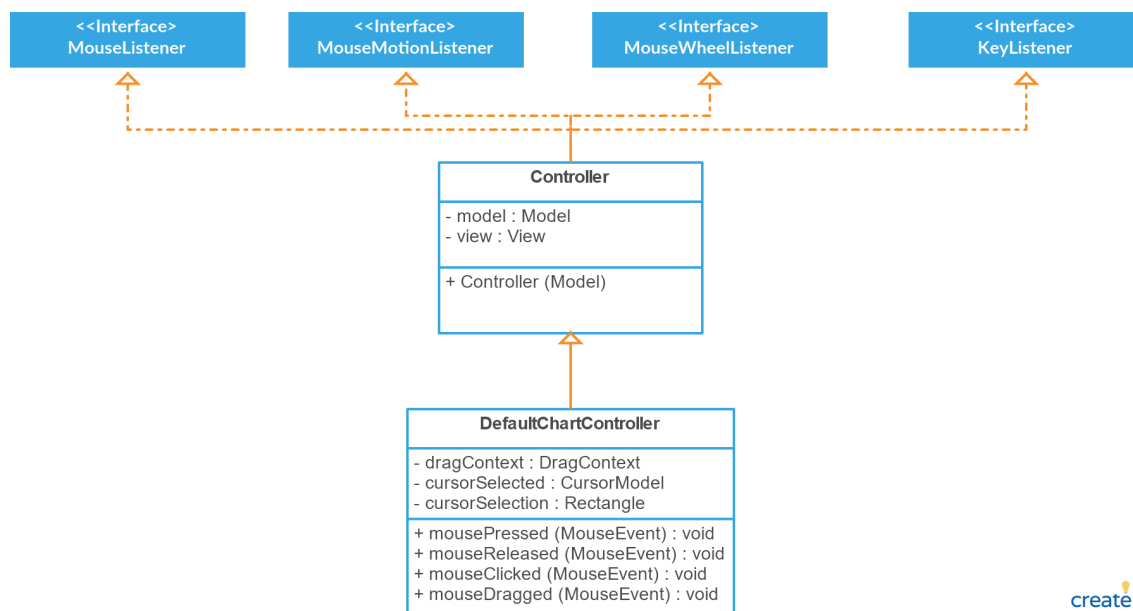 <<Interface>
MouseListener
<<Interface>
MouseMotionListener
<<Interface>
MouseWheelListener
<<Interface>
KeyListener
Controller
- model : Model
- view : View
+ Controller (Model)
DefaultChartController
- dragContext : DragContext
- cursorSelected : CursorModel
- cursorSelection : Rectangle
+ mousePressed (MouseEvent) : void
+ mouseReleased (MouseEvent) : void
+ mouseClicked (MouseEvent) : void
+ mouseDragged (MouseEvent) : void
create